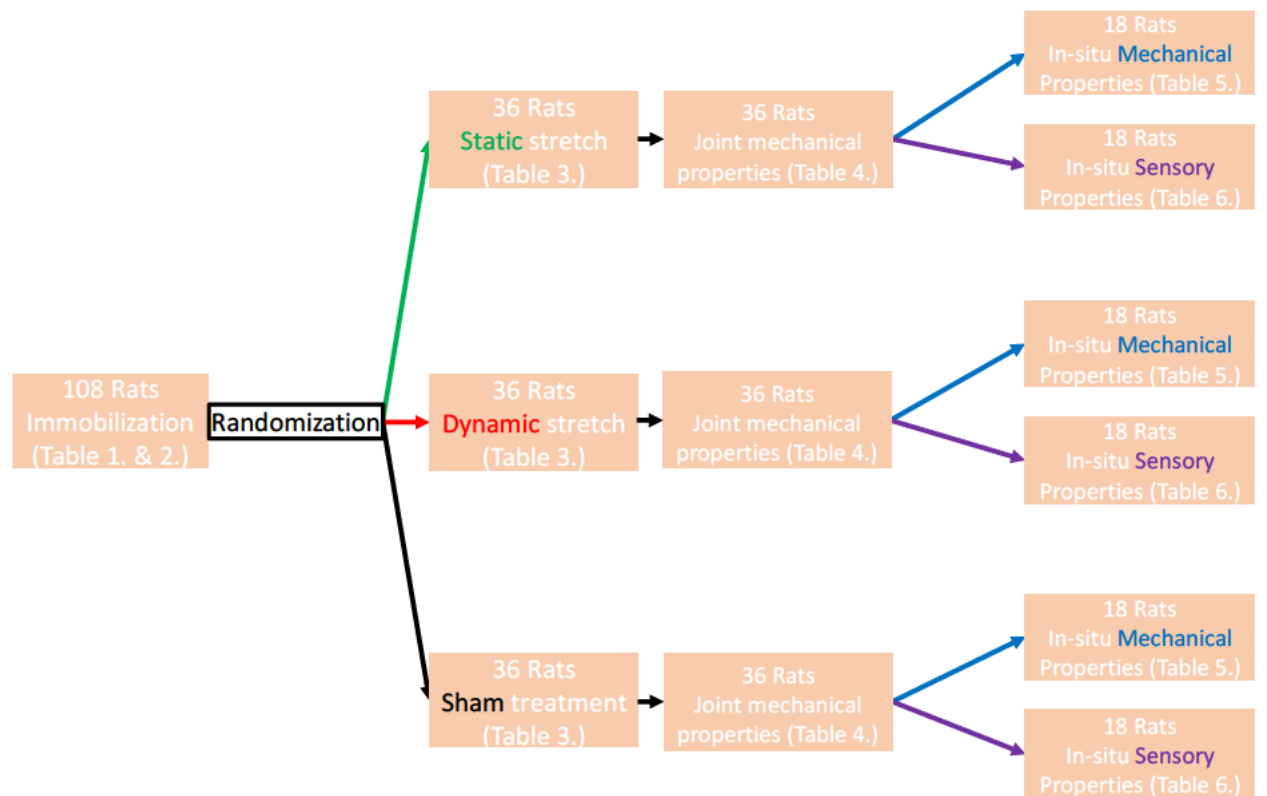 108 Rats
Immobilization
(Table 1. & 2.)
Randomization
36 Rats
Static stretch
(Table 3.)
36 Rats
Joint mechanical
properties (Table 4.)
18 Rats
In-situ Mechanical
Properties (Table 5.)
18 Rats
In-situ Sensory
Properties (Table 6.)
36 Rats
Dynamic stretch
(Table 3.)
36 Rats
Joint mechanical
properties (Table 4.)
18 Rats
In-situ Mechanical
Properties (Table 5.)
18 Rats
In-situ Sensory
Properties (Table 6.)
36 Rats
Sham treatment
(Table 3.)
36 Rats
Joint mechanical
properties (Table 4.)
18 Rats
In-situ Mechanical
Properties (Table 5.)
18 Rats
In-situ Sensory
Properties (Table 6.)